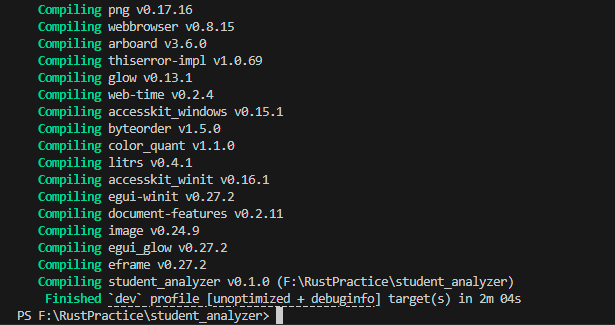 Compiling png v0.17.16
Compiling webbrowser v0.8.15
Compiling arboard v3.6.0
Compiling thiserror-impl v1.0.69
Compiling glow v0.13.1
Compiling web-time v0.2.4
Compiling accesskit_windows v0.15.1
Compiling byteorder v1.5.0
Compiling color_quant v1.1.0
Compiling litrs v0.4.1
Compiling accesskit_winit v0.16.1
Compiling egui-winit v0.27.2
Compiling document-features v0.2.11
Compiling image v0.24.9
Compiling egui_glow v0.27.2
Compiling eframe v0.27.2
Compiling student_analyzer v0.1.0 (F:\RustPractice\student_analyzer)
Finished `dev` profile [unoptimized + debuginfo] target(s) in 2m 04s
PS F:\RustPractice\student_analyzer>